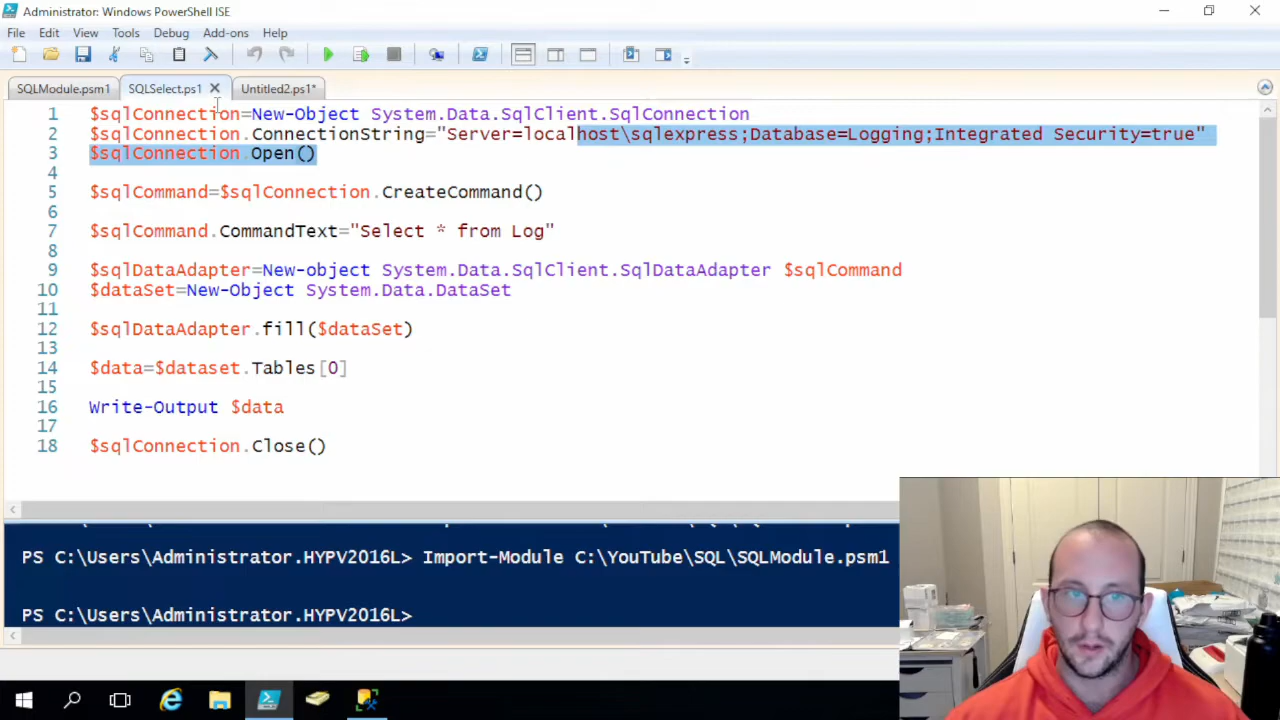 Administrator: Windows PowerShell ISE
File Edit View Tools Debug Add-ons Help
SQLModule.psm1 SQLSelect.ps1 Untitled2.ps1*
1 $sqlConnection=New-Object System.Data.SqlClient.SqlConnection
2 $sqlConnection.ConnectionString="Server=localhost\sqlexpress;Database=Logging;Integrated Security=true"
3 $sqlConnection.Open()
4
5 $sqlCommand=$sqlConnection.CreateCommand()
6
7 $sqlCommand.CommandText="Select * from Log"
8
9 $sqlDataAdapter=New-object System.Data.SqlClient.SqlDataAdapter $sqlCommand
10 $dataSet=New-Object System.Data.DataSet
11
12 $sqlDataAdapter.fill($dataSet)
13
14 $data=$dataset.Tables[0]
15
16 Write-Output $data
17
18 $sqlConnection.Close()
PS C:\Users\Administrator.HYPV2016L> Import-Module C:\YouTube\SQL\SQLModule.psm1
PS C:\Users\Administrator.HYPV2016L>